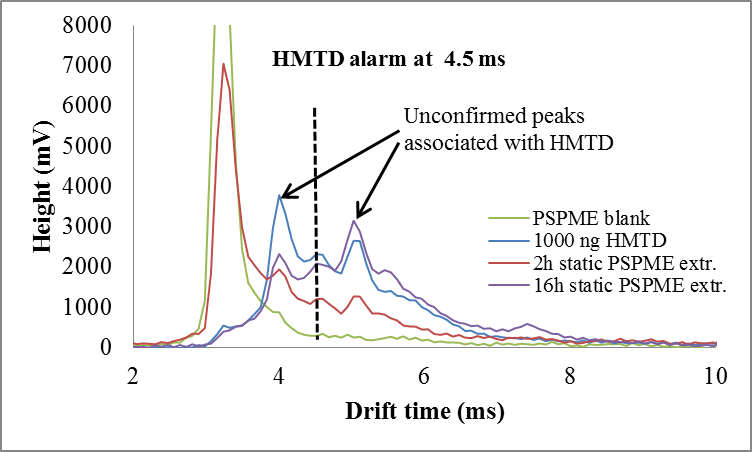 8000
7000
6000
5000
4000
3000
2000
1000
0
Height (mV)
HMTD alarm at 4.5 ms
Unconfirmed peaks
associated with HMTD
PSPME blank
1000 ng HMTD
2h static PSPME extr.
16h static PSPME extr.
2 4 6 8 10
Drift time (ms)